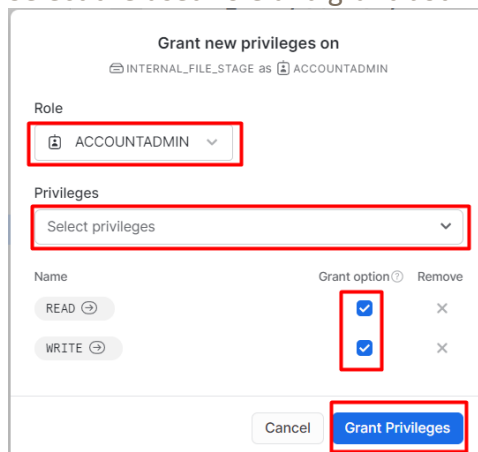 Grant new privileges on
INTERNAL_FILE_STAGE as ACCOUNTADMIN
Role
ACCOUNTADMIN
Privileges
Select privileges
Name Grant option Remove
READ
WRITE
Cancel Grant Privileges